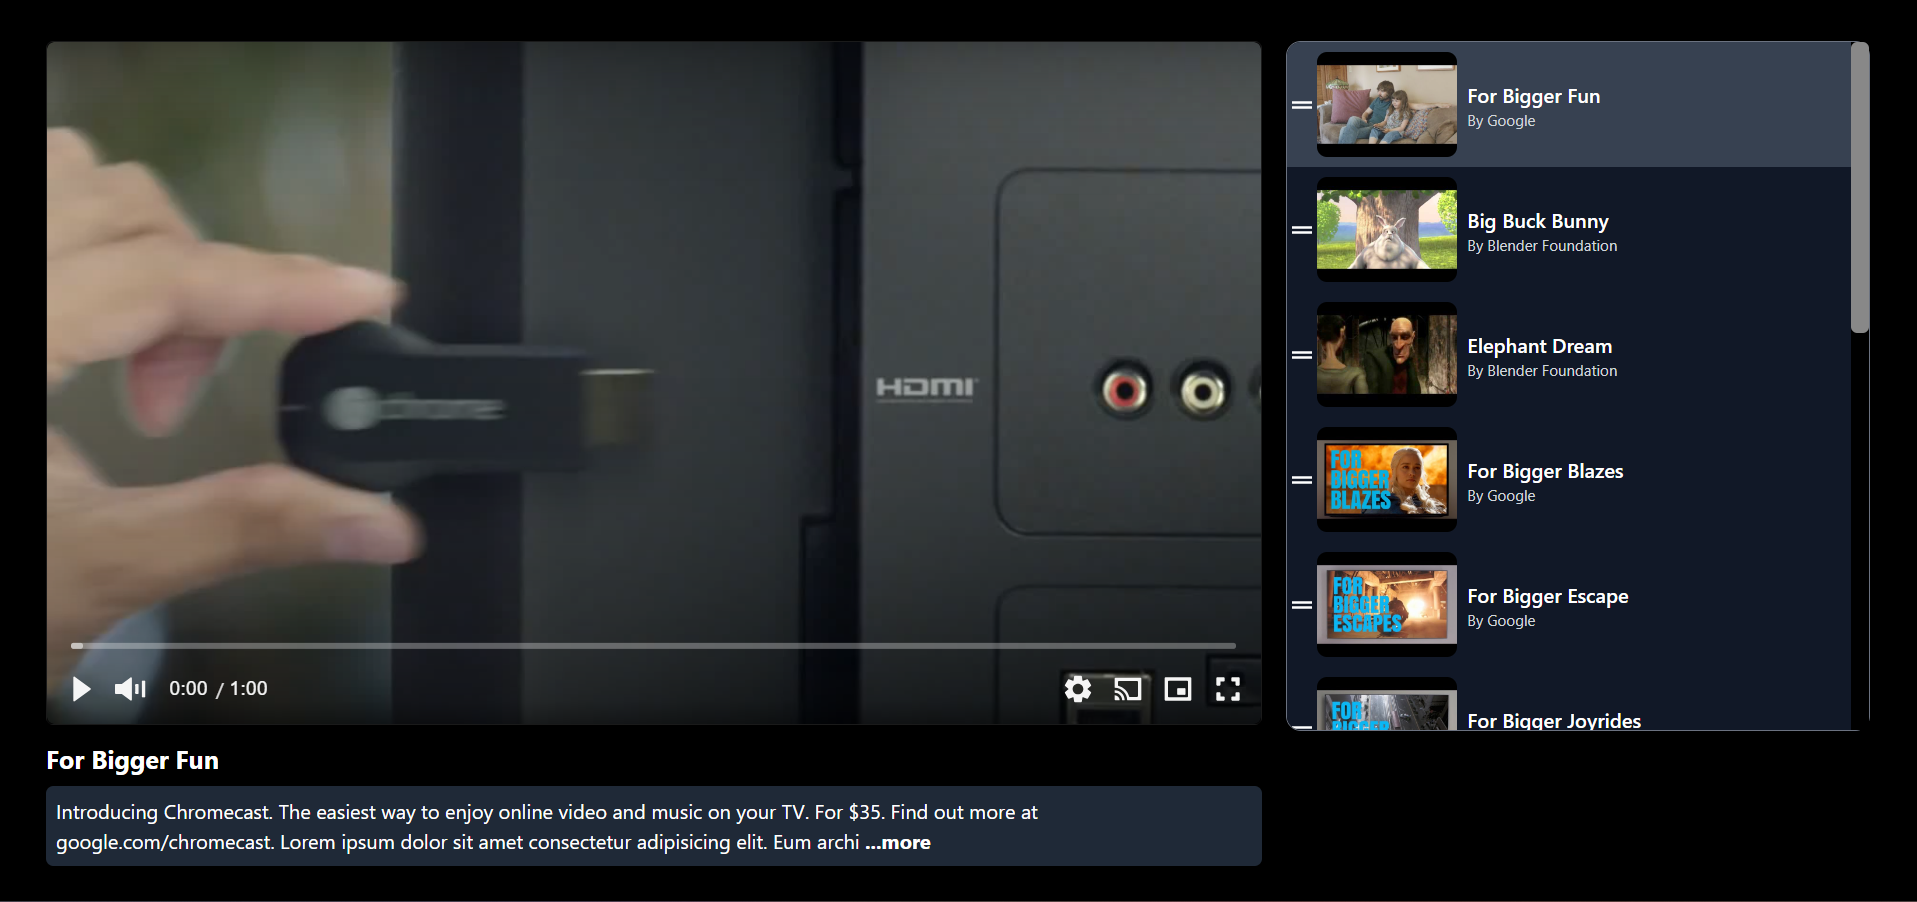 chrome
HDMI
0:00 / 1:00
For Bigger Fun
Introducing Chromecast. The easiest way to enjoy online video and music on your TV. For $35. Find out more at
google.com/chromecast. Lorem ipsum dolor sit amet consectetur adipisicing elit. Eum archi ...more
For Bigger Fun
By Google
Big Buck Bunny
By Blender Foundation
Elephant Dream
By Blender Foundation
FOR
BIGGER
BLAZES
For Bigger Blazes
By Google
FOR
BIGGER
ESCAPES
For Bigger Escape
By Google
FOR
BIGGER
For Bigger Joyrides